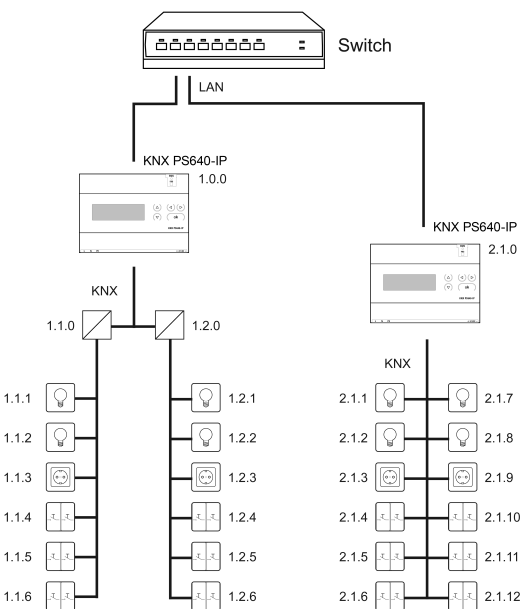 Switch
LAN
KNX PS640-IP
1.0.0
KNX PS640-IP
2.1.0
KNX
1.1.0
1.2.0
KNX
1.1.1 1.2.1 2.1.1 2.1.7
1.1.2 1.2.2 2.1.2 2.1.8
1.1.3 1.2.3 2.1.3 2.1.9
1.1.4 1.2.4 2.1.4 2.1.10
1.1.5 1.2.5 2.1.5 2.1.11
1.1.6 1.2.6 2.1.6 2.1.12